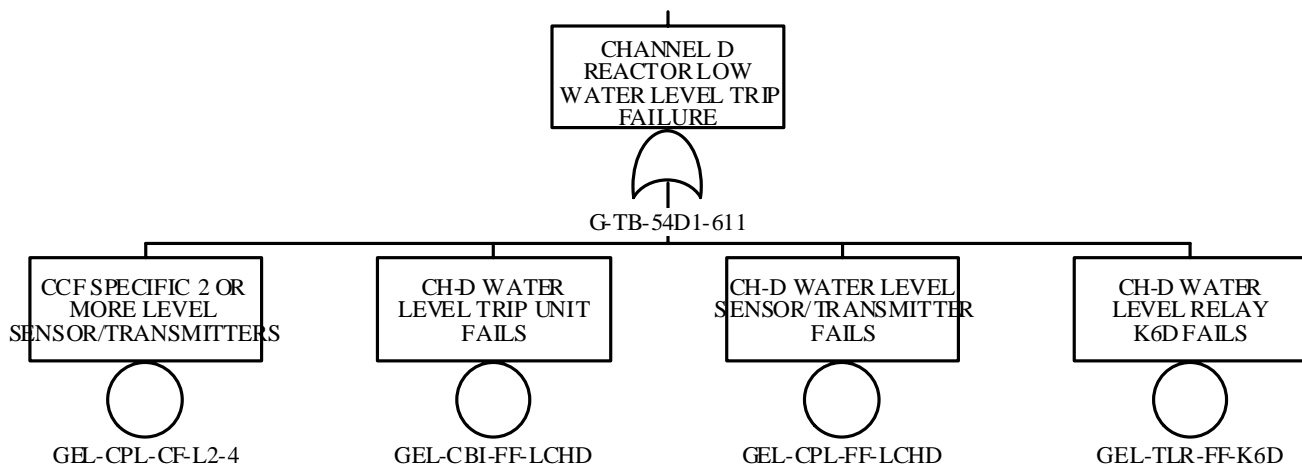 CHANNEL D
REACTOR LOW
WATER LEVEL TRIP
FAILURE
G-TB-54D1-611
CCF SPECIFIC 2 OR
MORE LEVEL
SENSOR/TRANSMITTERS
GEL-CPL-CF-L2-4
CH-D WATER
LEVEL TRIP UNIT
FAILS
GEL-CBI-FF-LCHD
CH-D WATER LEVEL
SENSOR/TRANSMITTER
FAILS
GEL-CPL-FF-LCHD
CH-D WATER
LEVEL RELAY
K6D FAILS
GEL-TLR-FF-K6D